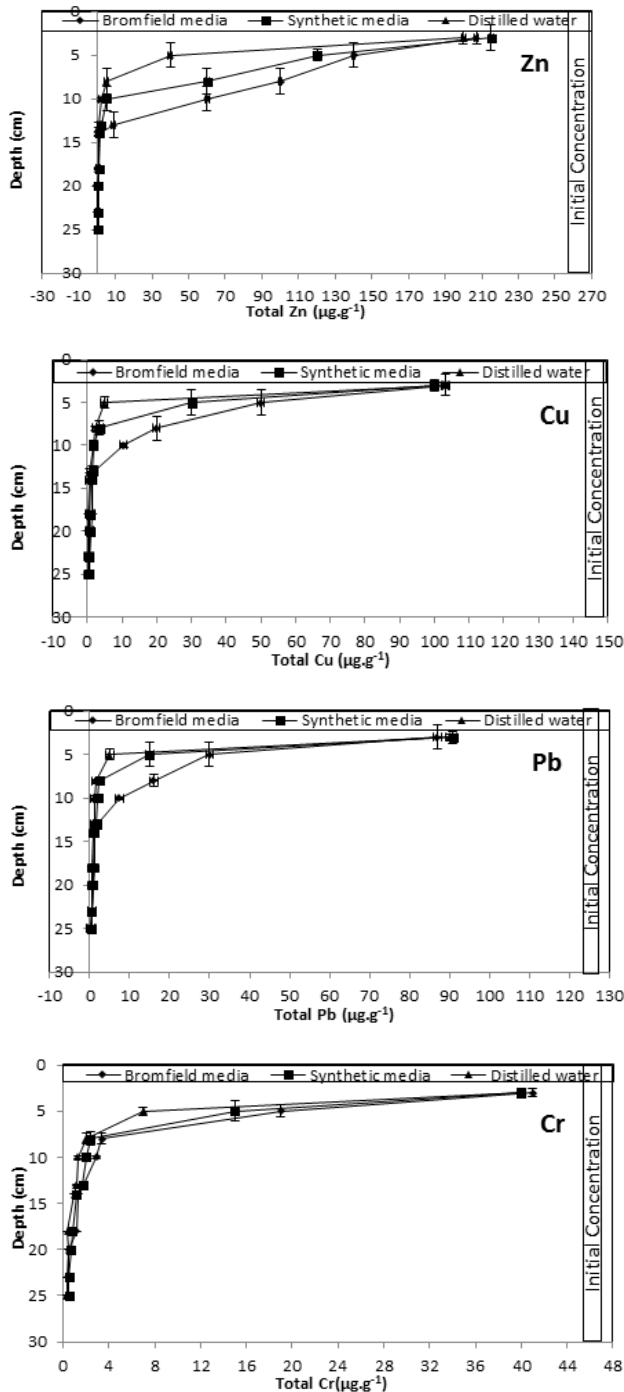 0
Bromfield media Synthetic media Distilled water
5
Zn
10
Depth (cm)
15
20
25
30
Initial Concentration
-30 -10 10 30 50 70 90 110 130 150 170 190 210 230 250 270
Total Zn (µg.g⁻¹)
0
Bromfield media Synthetic media Distilled water
5
Cu
10
Depth (cm)
15
20
25
30
Initial Concentration
-10 0 10 20 30 40 50 60 70 80 90 100 110 120 130 140 150
Total Cu (µg.g⁻¹)
0
Bromfield media Synthetic media Distilled water
5
Pb
10
Depth (cm)
15
20
25
30
Initial Concentration
-10 0 10 20 30 40 50 60 70 80 90 100 110 120 130
Total Pb (µg.g⁻¹)
0
Bromfield media Synthetic media Distilled water
5
Cr
10
Depth (cm)
15
20
25
30
Initial Concentration
0 4 8 12 16 20 24 28 32 36 40 44 48
Total Cr(µg.g⁻¹)